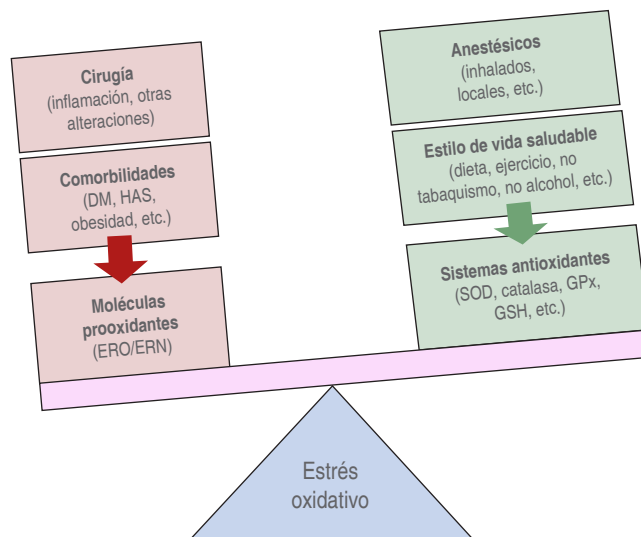 Cirugía
(inflamación, otras
alteraciones)
Comorbilidades
(DM, HAS,
obesidad, etc.)
Moléculas
prooxidantes
(ERO/ERN)
Anestésicos
(inhalados,
locales, etc.)
Estilo de vida saludable
(dieta, ejercicio, no
tabaquismo, no alcohol, etc.)
Sistemas antioxidantes
(SOD, catalasa, GPx,
GSH, etc.)
Estrés
oxidativo